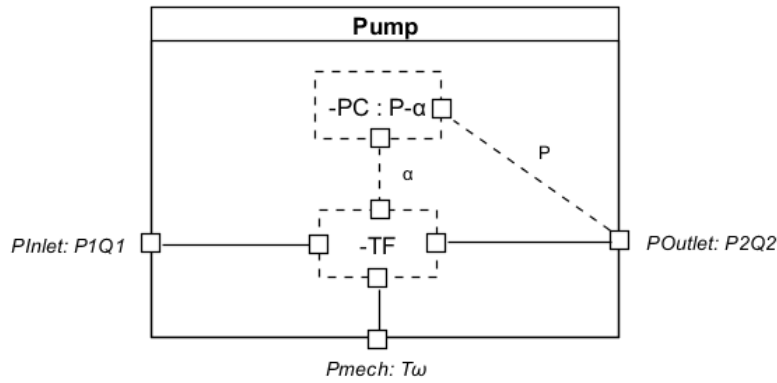 Pump
-PC : P-α
P
α
PInlet: P1Q1
-TF
POutlet: P2Q2
Pmech: Tω